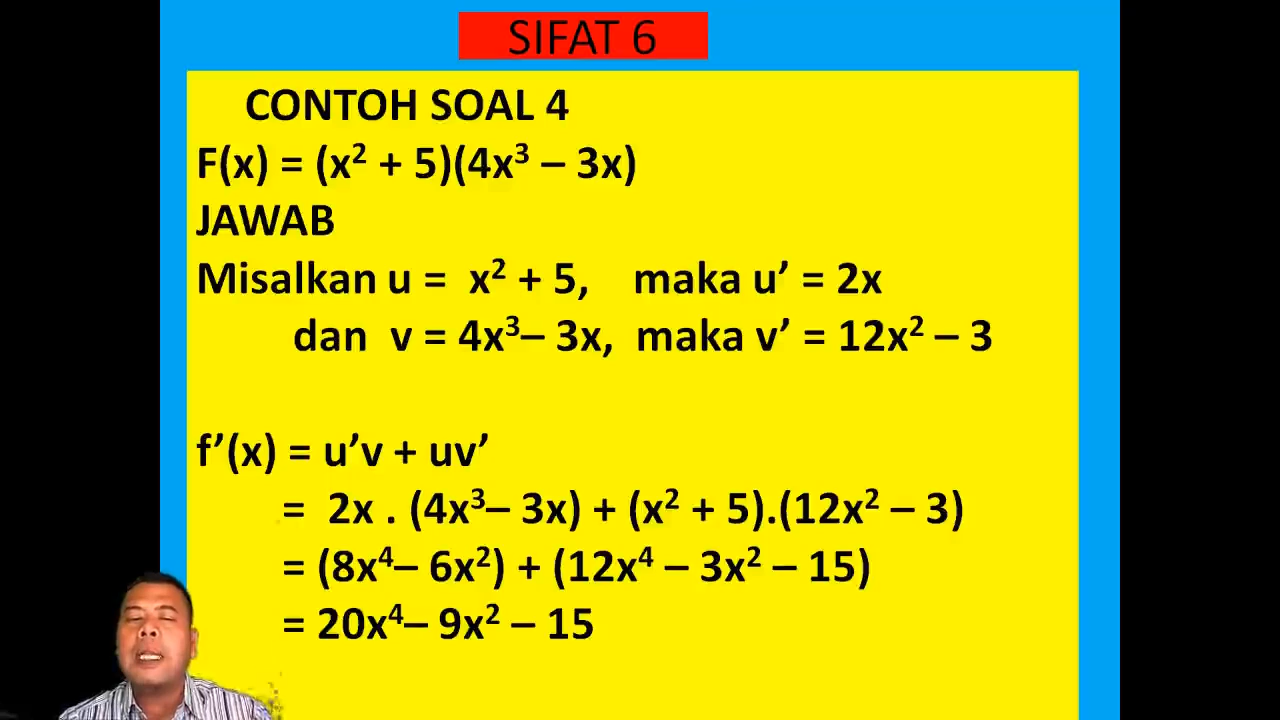 SIFAT 6
CONTOH SOAL 4
F(x) = (x² + 5)(4x³ – 3x)
JAWAB
Misalkan u = x² + 5, maka u’ = 2x
dan v = 4x³– 3x, maka v’ = 12x² – 3
f’(x) = u’v + uv’
= 2x . (4x³– 3x) + (x² + 5).(12x² – 3)
= (8x⁴– 6x²) + (12x⁴ – 3x² – 15)
= 20x⁴– 9x² – 15